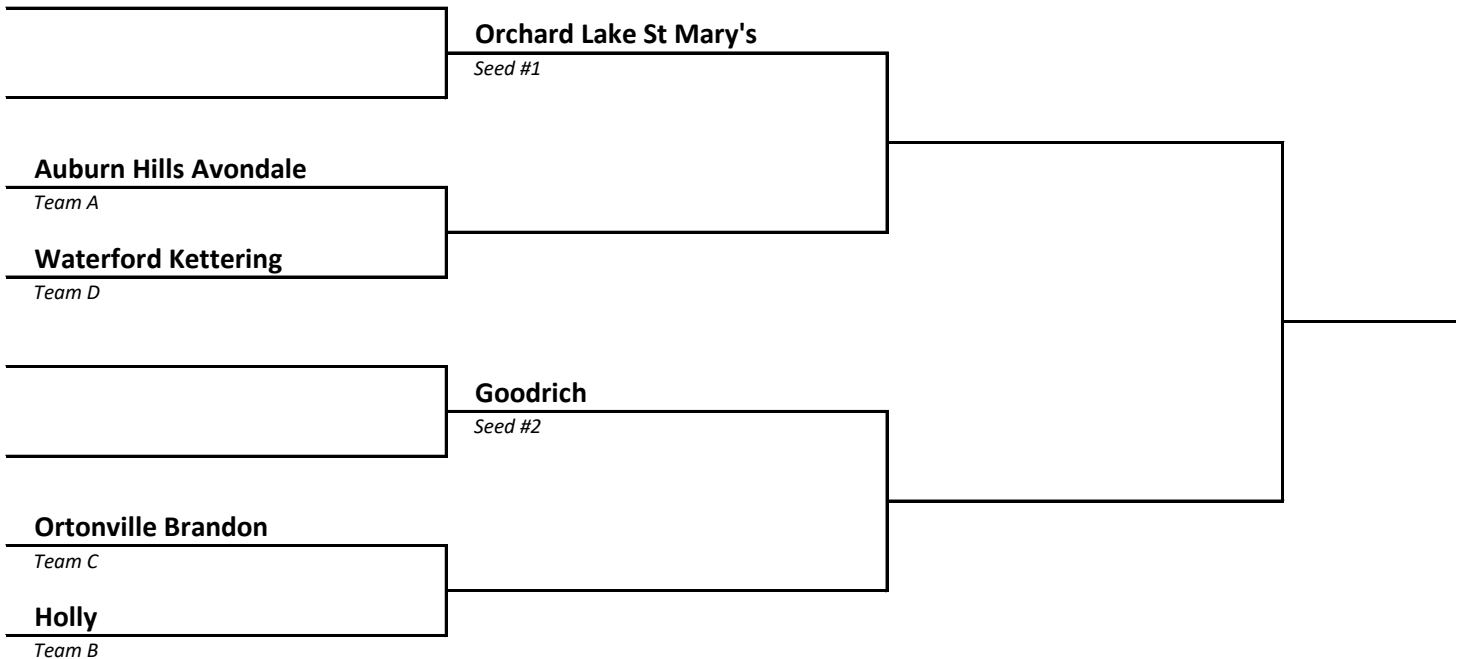 Orchard Lake St Mary's
Seed #1
Auburn Hills Avondale
Team A
Waterford Kettering
Team D
Goodrich
Seed #2
Ortonville Brandon
Team C
Holly
Team B